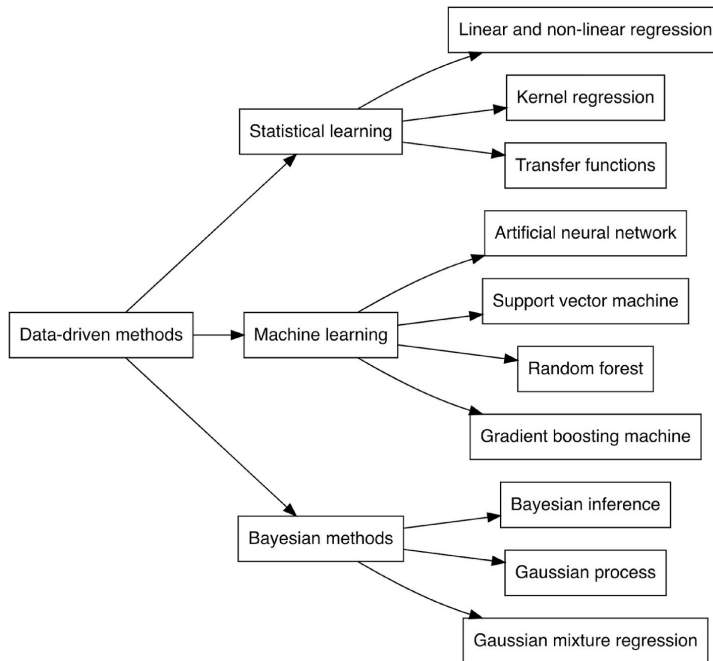 Linear and non-linear regression
Kernel regression
Statistical learning
Transfer functions
Artificial neural network
Support vector machine
Data-driven methods
Machine learning
Random forest
Gradient boosting machine
Bayesian inference
Bayesian methods
Gaussian process
Gaussian mixture regression